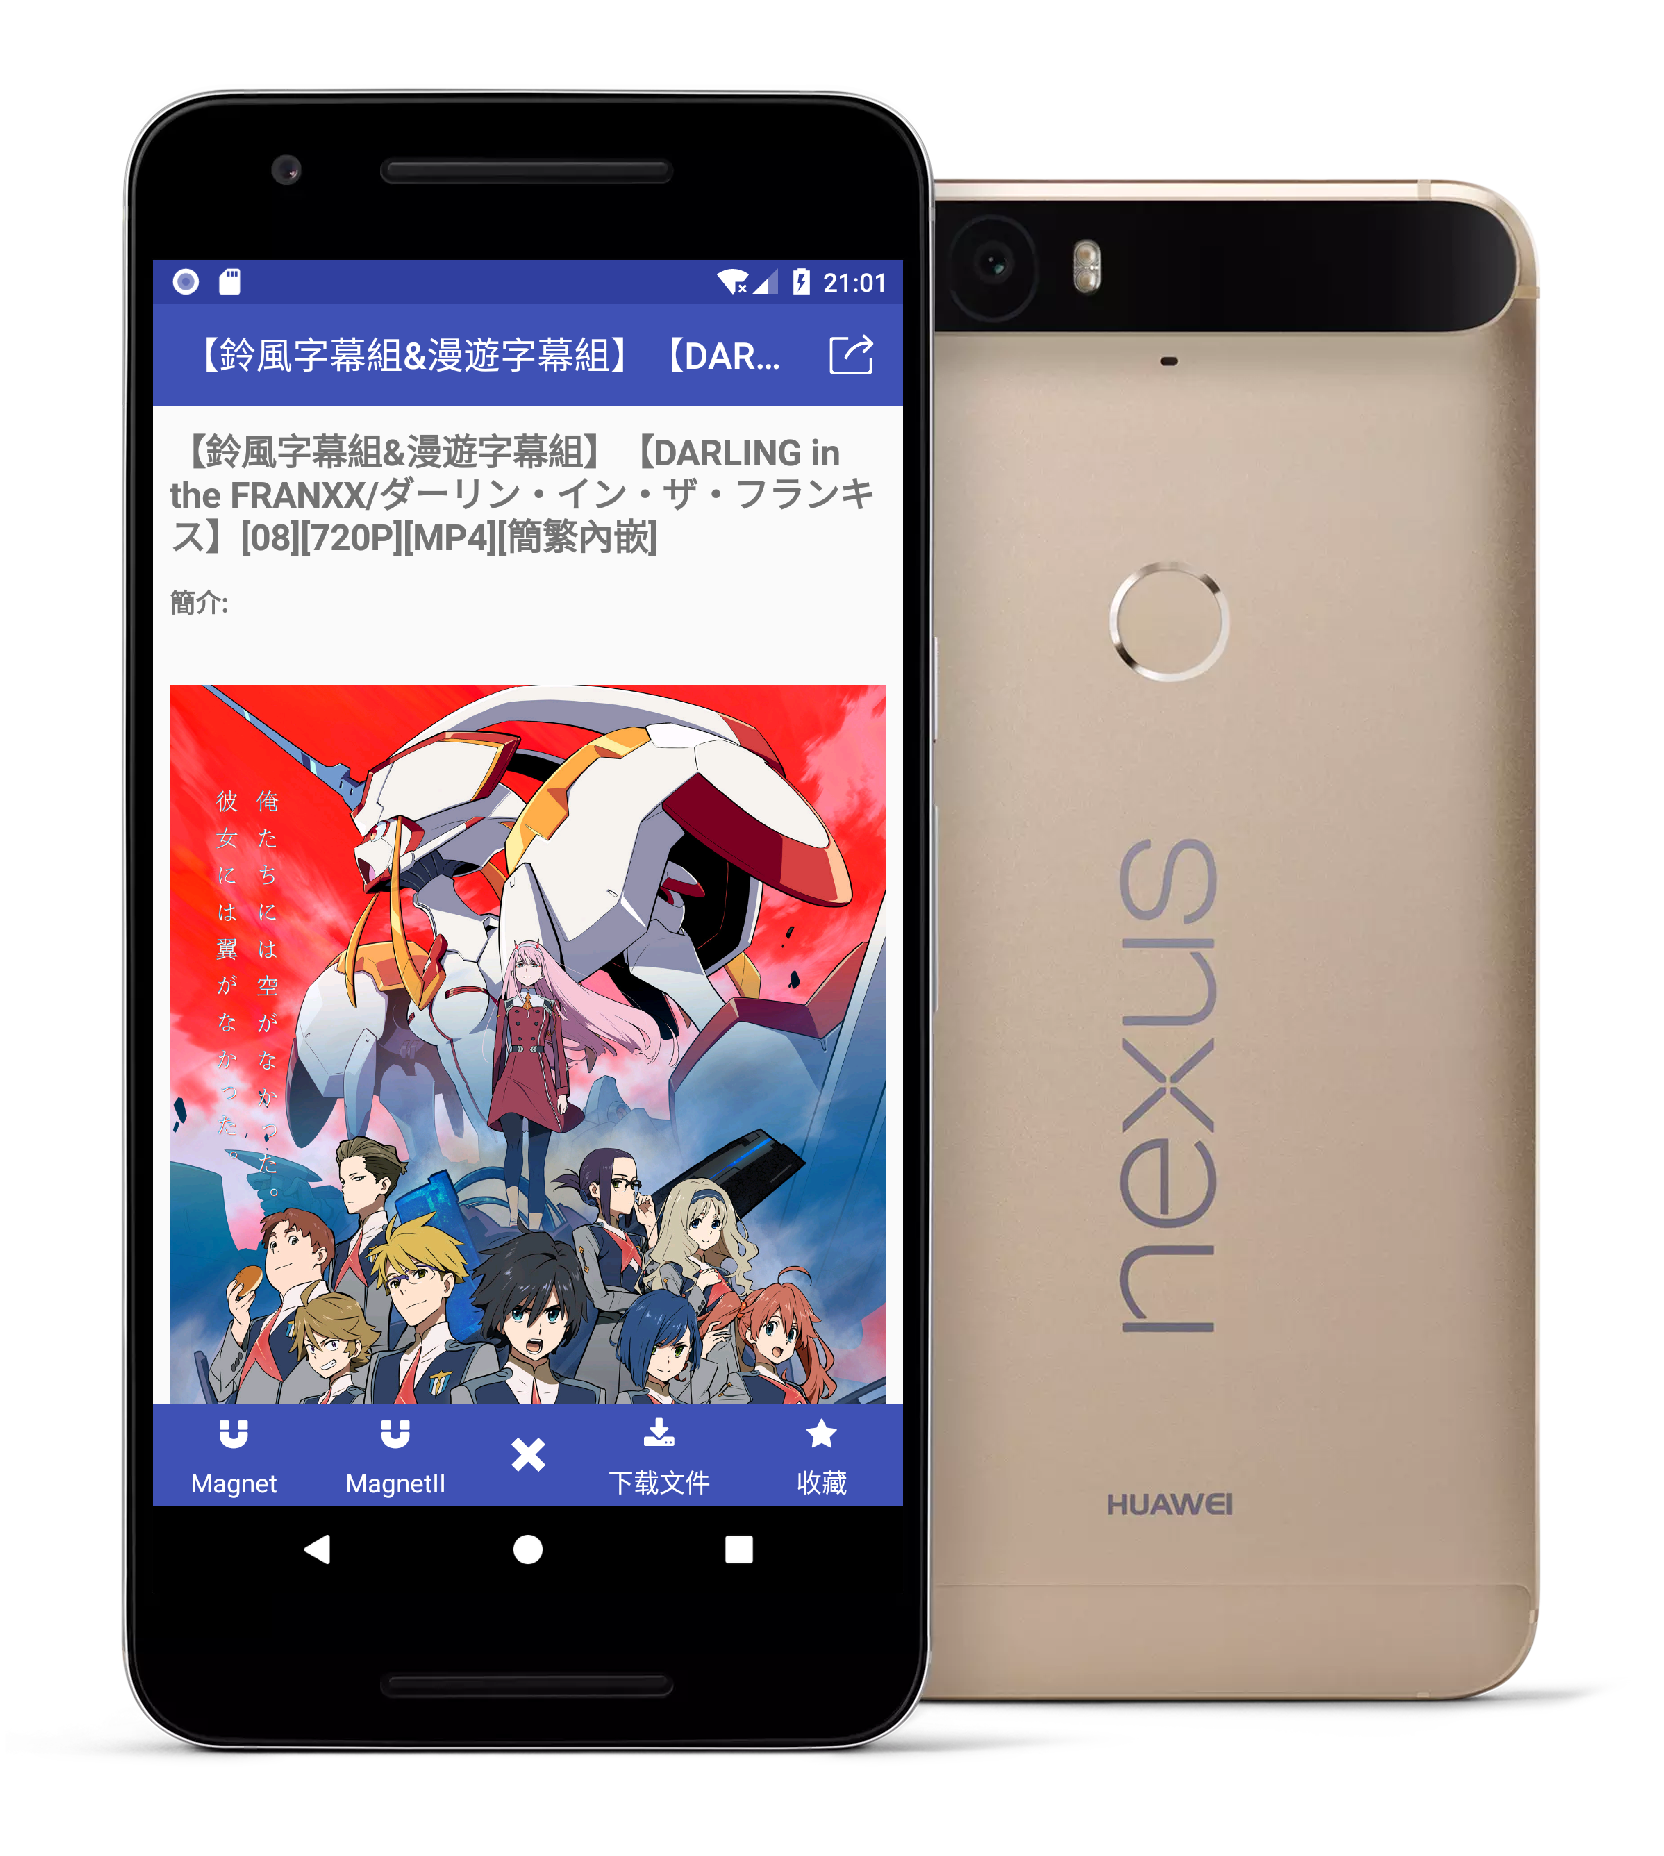 21:01
【鈴風字幕組&漫遊字幕組】【DAR...
【鈴風字幕組&漫遊字幕組】【DARLING in
the FRANXX/ダーリン・イン・ザ・フランキ
ス】[08][720P][MP4][簡繁內嵌]
簡介:
俺たちには空がなかった。
彼女には翼がなかった。
Magnet
MagnetII
下载文件
收藏
nexus
HUAWEI